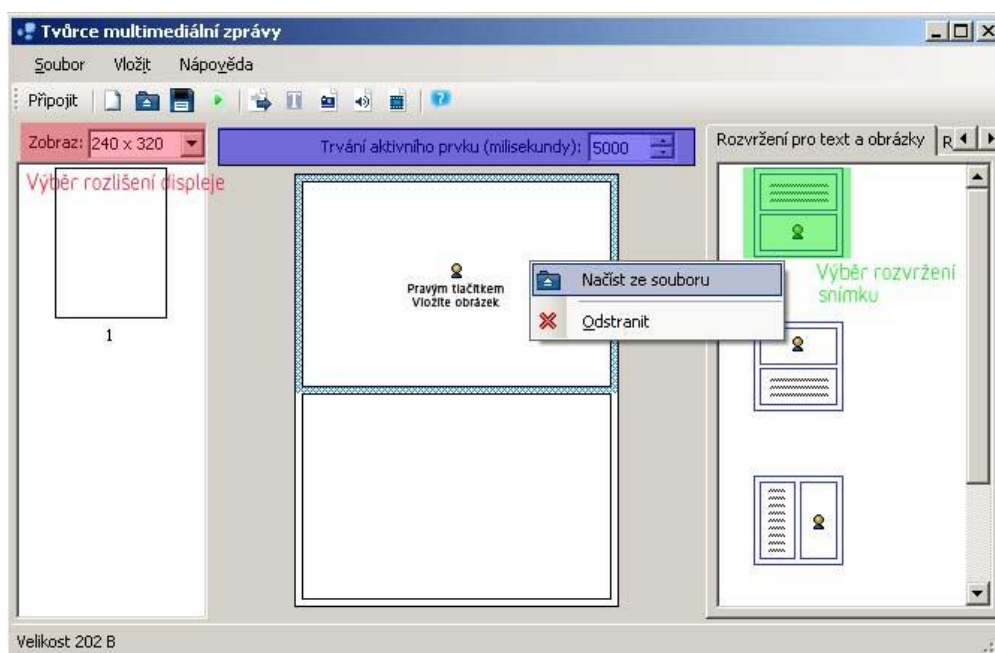 Tvůrce multimediální zprávy
Soubor Vložit Nápověda
Připojit
Zobraz: 240 x 320
Trvání aktivního prvku (milisekundy): 5000
Rozvržení pro text a obrázky R
Výběr rozlišení displeje
Pravým tlačítkem
Vložíte obrázek
Načíst ze souboru
Odstranit
Výběr rozvržení
snímku
1
Velikost 202 B